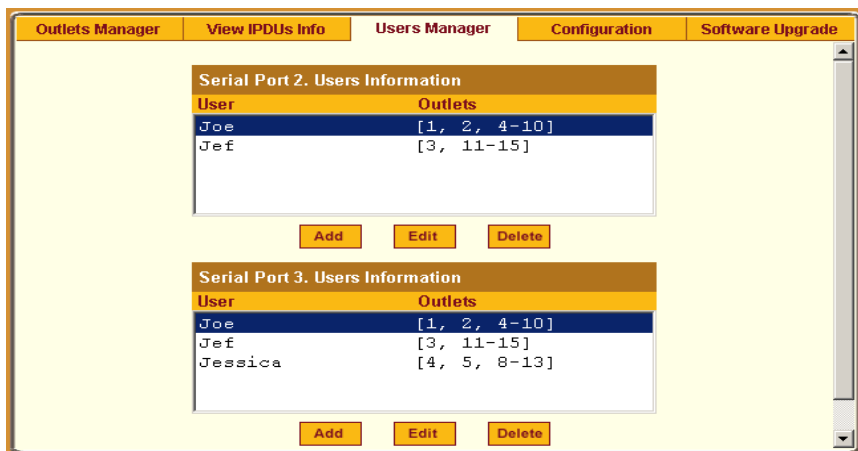 Outlets Manager View IPDUs Info Users Manager Configuration Software Upgrade
Serial Port 2. Users Information
User Outlets
Joe [1, 2, 4-10]
Jef [3, 11-15]
Add Edit Delete
Serial Port 3. Users Information
User Outlets
Joe [1, 2, 4-10]
Jef [3, 11-15]
Jessica [4, 5, 8-13]
Add Edit Delete